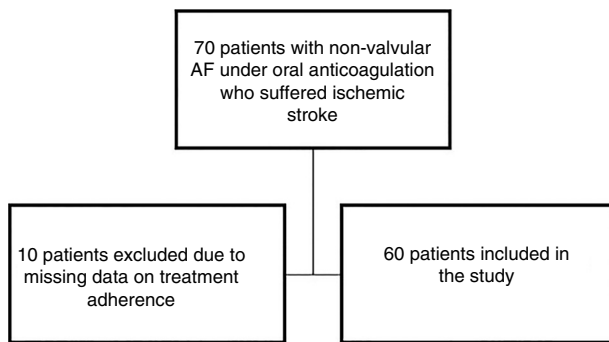 70 patients with non-valvular
AF under oral anticoagulation
who suffered ischemic
stroke
10 patients excluded due to
missing data on treatment
adherence
60 patients included in
the study